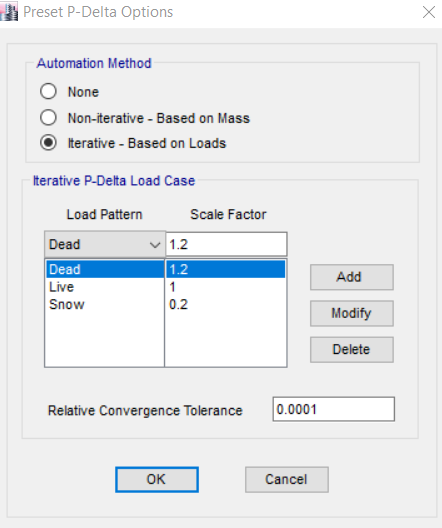 Preset P-Delta Options
Automation Method
None
Non-iterative - Based on Mass
Iterative - Based on Loads
Iterative P-Delta Load Case
Load Pattern Scale Factor
Dead 1.2
Dead 1.2
Live 1
Snow 0.2
Add
Modify
Delete
Relative Convergence Tolerance 0.0001
OK Cancel